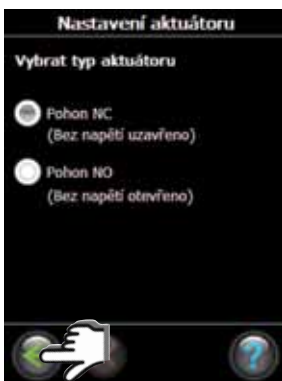 Nastavení aktuátoru
Vybrat typ aktuátoru
Pohon NC
(Bez napětí uzavřeno)
Pohon NO
(Bez napětí otevřeno)
?